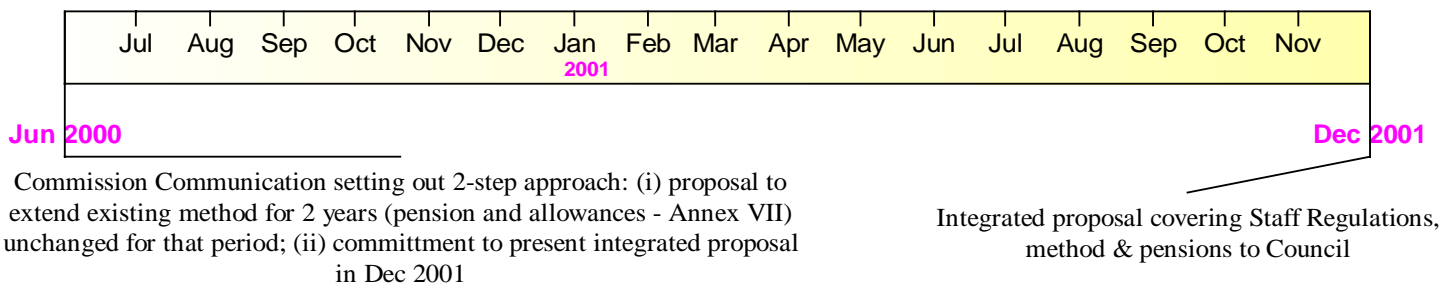 Jul Aug Sep Oct Nov Dec Jan Feb Mar Apr May Jun Jul Aug Sep Oct Nov
2001
Jun 2000
Dec 2001
Commission Communication setting out 2-step approach: (i) proposal to
extend existing method for 2 years (pension and allowances - Annex VII)
unchanged for that period; (ii) committment to present integrated proposal
in Dec 2001
Integrated proposal covering Staff Regulations,
method & pensions to Council